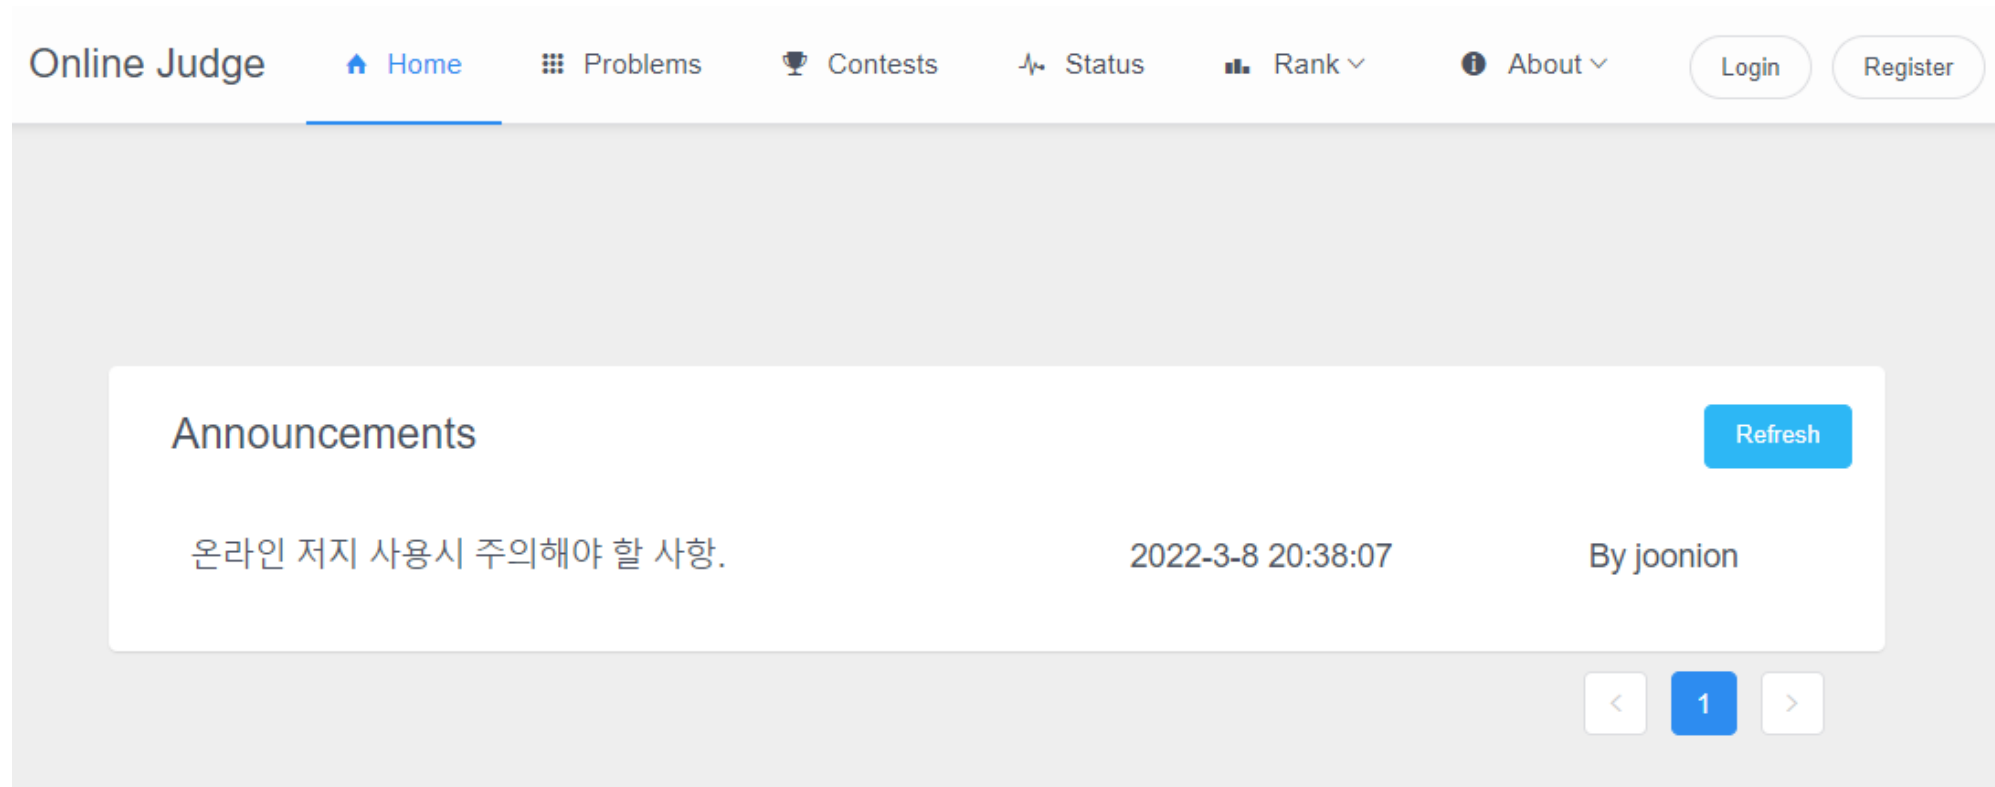 Online Judge Home Problems Contests Status Rank About Login Register
Announcements Refresh
온라인 저지 사용시 주의해야 할 사항. 2022-3-8 20:38:07 By joonion
< 1 >